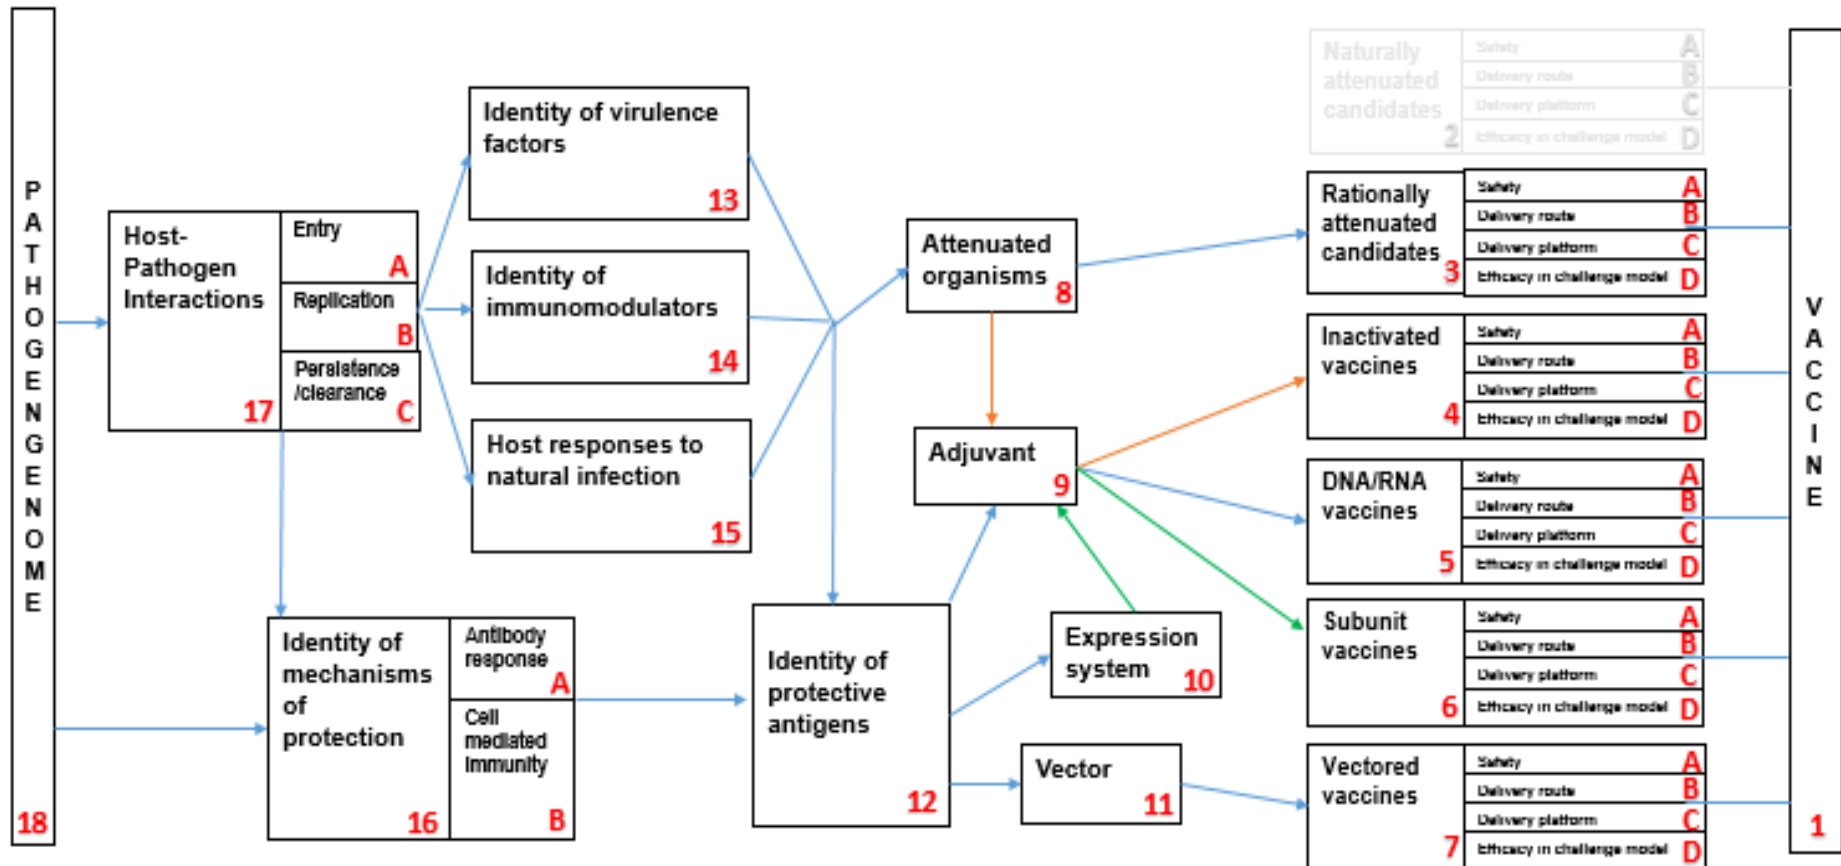 PATHOGENOME
18
Host-
Pathogen
Interactions
17
Entry
A
Replication
B
Persistence
/clearance
C
Identity of virulence
factors
13
Identity of
immunomodulators
14
Host responses to
natural infection
15
Identity of
mechanisms
of
protection
16
Antibody
response
A
Cell
mediated
immunity
B
Identity of
protective
antigens
12
Attenuated
organisms
8
Adjuvant
9
Expression
system
10
Vector
11
Naturally
attenuated
candidates
2
Safety A
Delivery route B
Delivery platform C
Efficacy in challenge model D
Rationally
attenuated
candidates
3
Safety A
Delivery route B
Delivery platform C
Efficacy in challenge model D
Inactivated
vaccines
4
Safety A
Delivery route B
Delivery platform C
Efficacy in challenge model D
DNA/RNA
vaccines
5
Safety A
Delivery route B
Delivery platform C
Efficacy in challenge model D
Subunit
vaccines
6
Safety A
Delivery route B
Delivery platform C
Efficacy in challenge model D
Vectored
vaccines
7
Safety A
Delivery route B
Delivery platform C
Efficacy in challenge model D
VACCINE
1